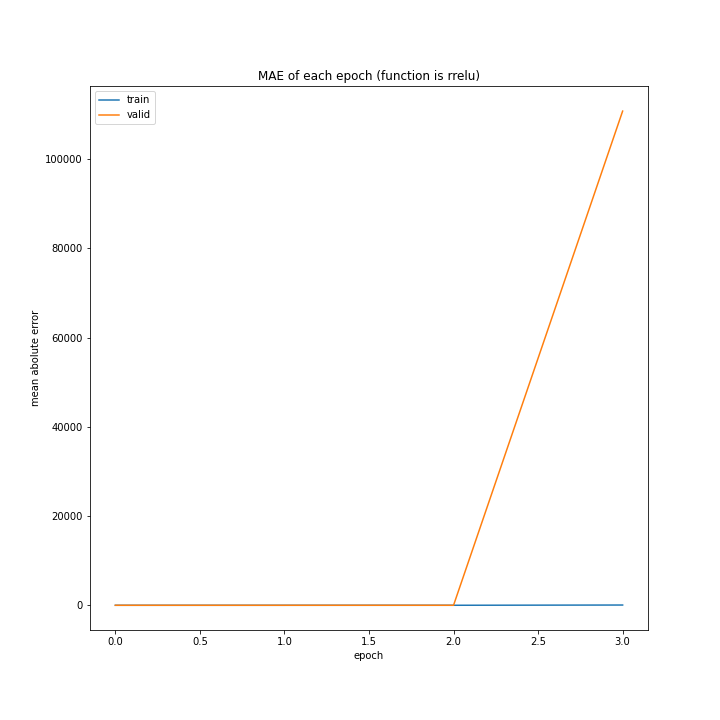 MAE of each epoch (function is rrelu)
train
valid
100000
80000
60000
40000
20000
0
mean abolute error
0.0 0.5 1.0 1.5 2.0 2.5 3.0
epoch